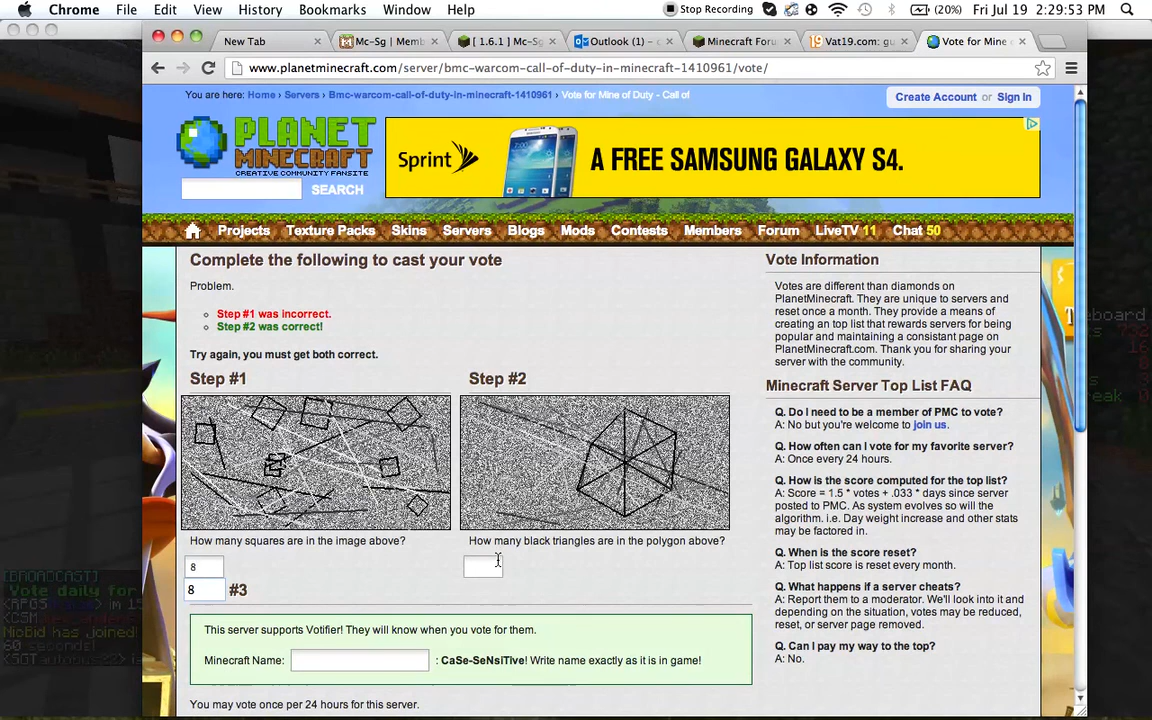 Chrome File Edit View History Bookmarks Window Help Stop Recording (20%) Fri Jul 19 2:29:53 PM
New Tab Mc-Sg | Memb [ 1.6.1 ] Mc-Sg Outlook (1) – c Minecraft Foru Vat19.com: gu Vote for Mine o
www.planetminecraft.com/server/bmc-warcom-call-of-duty-in-minecraft-1410961/vote/
You are here: Home › Servers › Bmc-warcom-call-of-duty-in-minecraft-1410961 › Vote for Mine of Duty - Call of
Create Account or Sign In
PLANET
MINECRAFT
CREATIVE COMMUNITY FANSITE
SEARCH
Sprint A FREE SAMSUNG GALAXY S4.
Projects Texture Packs Skins Servers Blogs Mods Contests Members Forum LiveTV 11 Chat 50
Complete the following to cast your vote
Problem.
Step #1 was incorrect.
Step #2 was correct!
Try again, you must get both correct.
Step #1
Step #2
How many squares are in the image above?
How many black triangles are in the polygon above?
8
8 #3
This server supports Votifier! They will know when you vote for them.
Minecraft Name: : CaSe-SeNsiTive! Write name exactly as it is in game!
You may vote once per 24 hours for this server.
Vote Information
Votes are different than diamonds on
PlanetMinecraft. They are unique to servers and
reset once a month. They provide a means of
creating an top list that rewards servers for being
popular and maintaining a consistant page on
PlanetMinecraft.com. Thank you for sharing your
server with the community.
Minecraft Server Top List FAQ
Q. Do I need to be a member of PMC to vote?
A: No but you're welcome to join us.
Q. How often can I vote for my favorite server?
A: Once every 24 hours.
Q. How is the score computed for the top list?
A: Score = 1.5 * votes + .033 * days since server
posted to PMC. As system evolves so will the
algorithm. i.e. Day weight increase and other stats
may be factored in.
Q. When is the score reset?
A: Top list score is reset every month.
Q. What happens if a server cheats?
A: Report them to a moderator. We'll look into it and
depending on the situation, votes may be reduced,
reset, or server page removed.
Q. Can I pay my way to the top?
A: No.
[BROADCAST]
Vote daily for
NioBid has joined!
60 seconds!